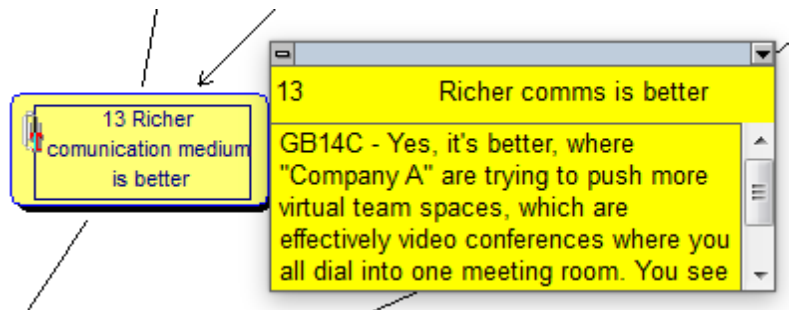 13 Richer
comunication medium
is better
13 Richer comms is better
GB14C - Yes, it's better, where
"Company A" are trying to push more
virtual team spaces, which are
effectively video conferences where you
all dial into one meeting room. You see